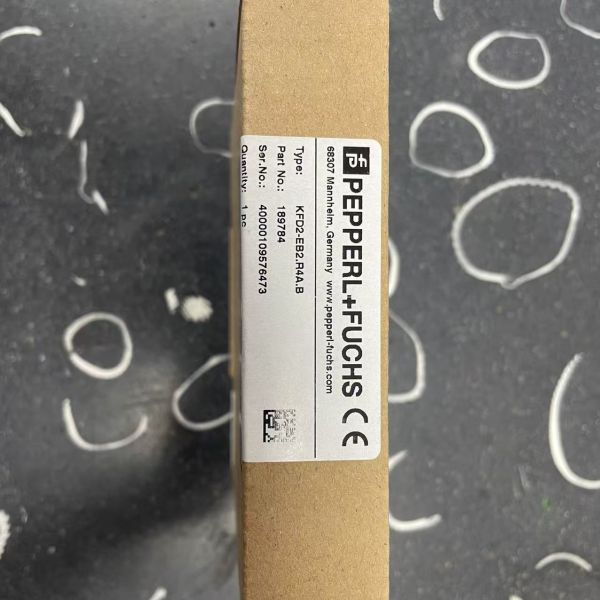 PEPPERL+FUCHS CE
68307 Mannheim, Germany www.pepperl-fuchs.com
Type: KFD2-EB2.R4A.B
Part No.: 189784
Ser.No.: 40000109576473
Quantity: 1 pc